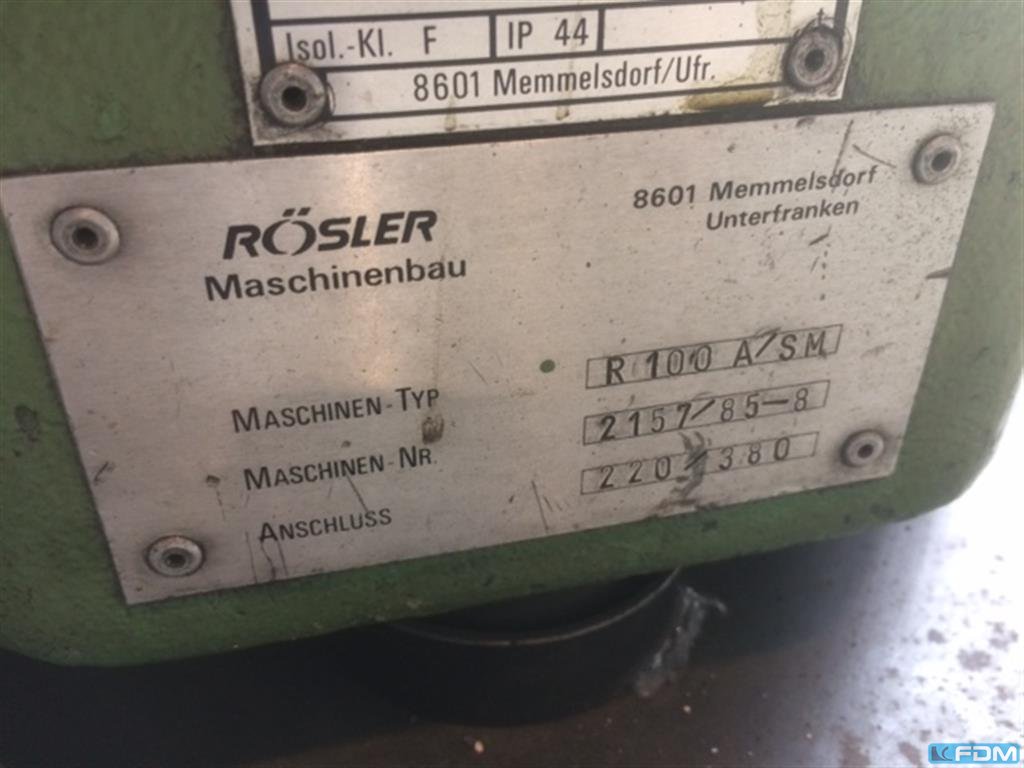 Isol.-Kl. F IP 44
8601 Memmelsdorf/Ufr.
RÖSLER
Maschinenbau
8601 Memmelsdorf
Unterfranken
MASCHINEN-TYP R 100 A/SM
MASCHINEN-NR. 2157/85-8
ANSCHLUSS 220/380
FDM